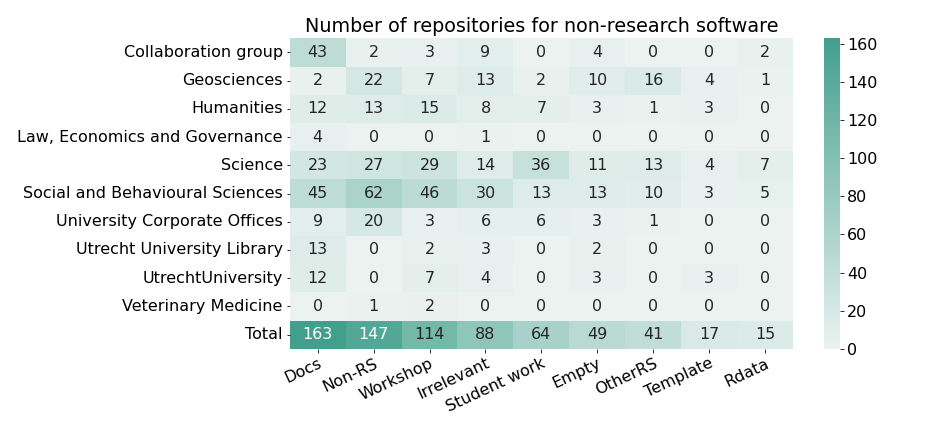 Number of repositories for non-research software
Collaboration group 43 2 3 9 0 4 0 0 2
Geosciences 2 22 7 13 2 10 16 4 1
Humanities 12 13 15 8 7 3 1 3 0
Law, Economics and Governance 4 0 0 1 0 0 0 0 0
Science 23 27 29 14 36 11 13 4 7
Social and Behavioural Sciences 45 62 46 30 13 13 10 3 5
University Corporate Offices 9 20 3 6 6 3 1 0 0
Utrecht University Library 13 0 2 3 0 2 0 0 0
UtrechtUniversity 12 0 7 4 0 3 0 3 0
Veterinary Medicine 0 1 2 0 0 0 0 0 0
Total 163 147 114 88 64 49 41 17 15
Docs Non-RS Workshop Irrelevant Student work Empty OtherRS Template Rdata
160
140
120
100
80
60
40
20
0